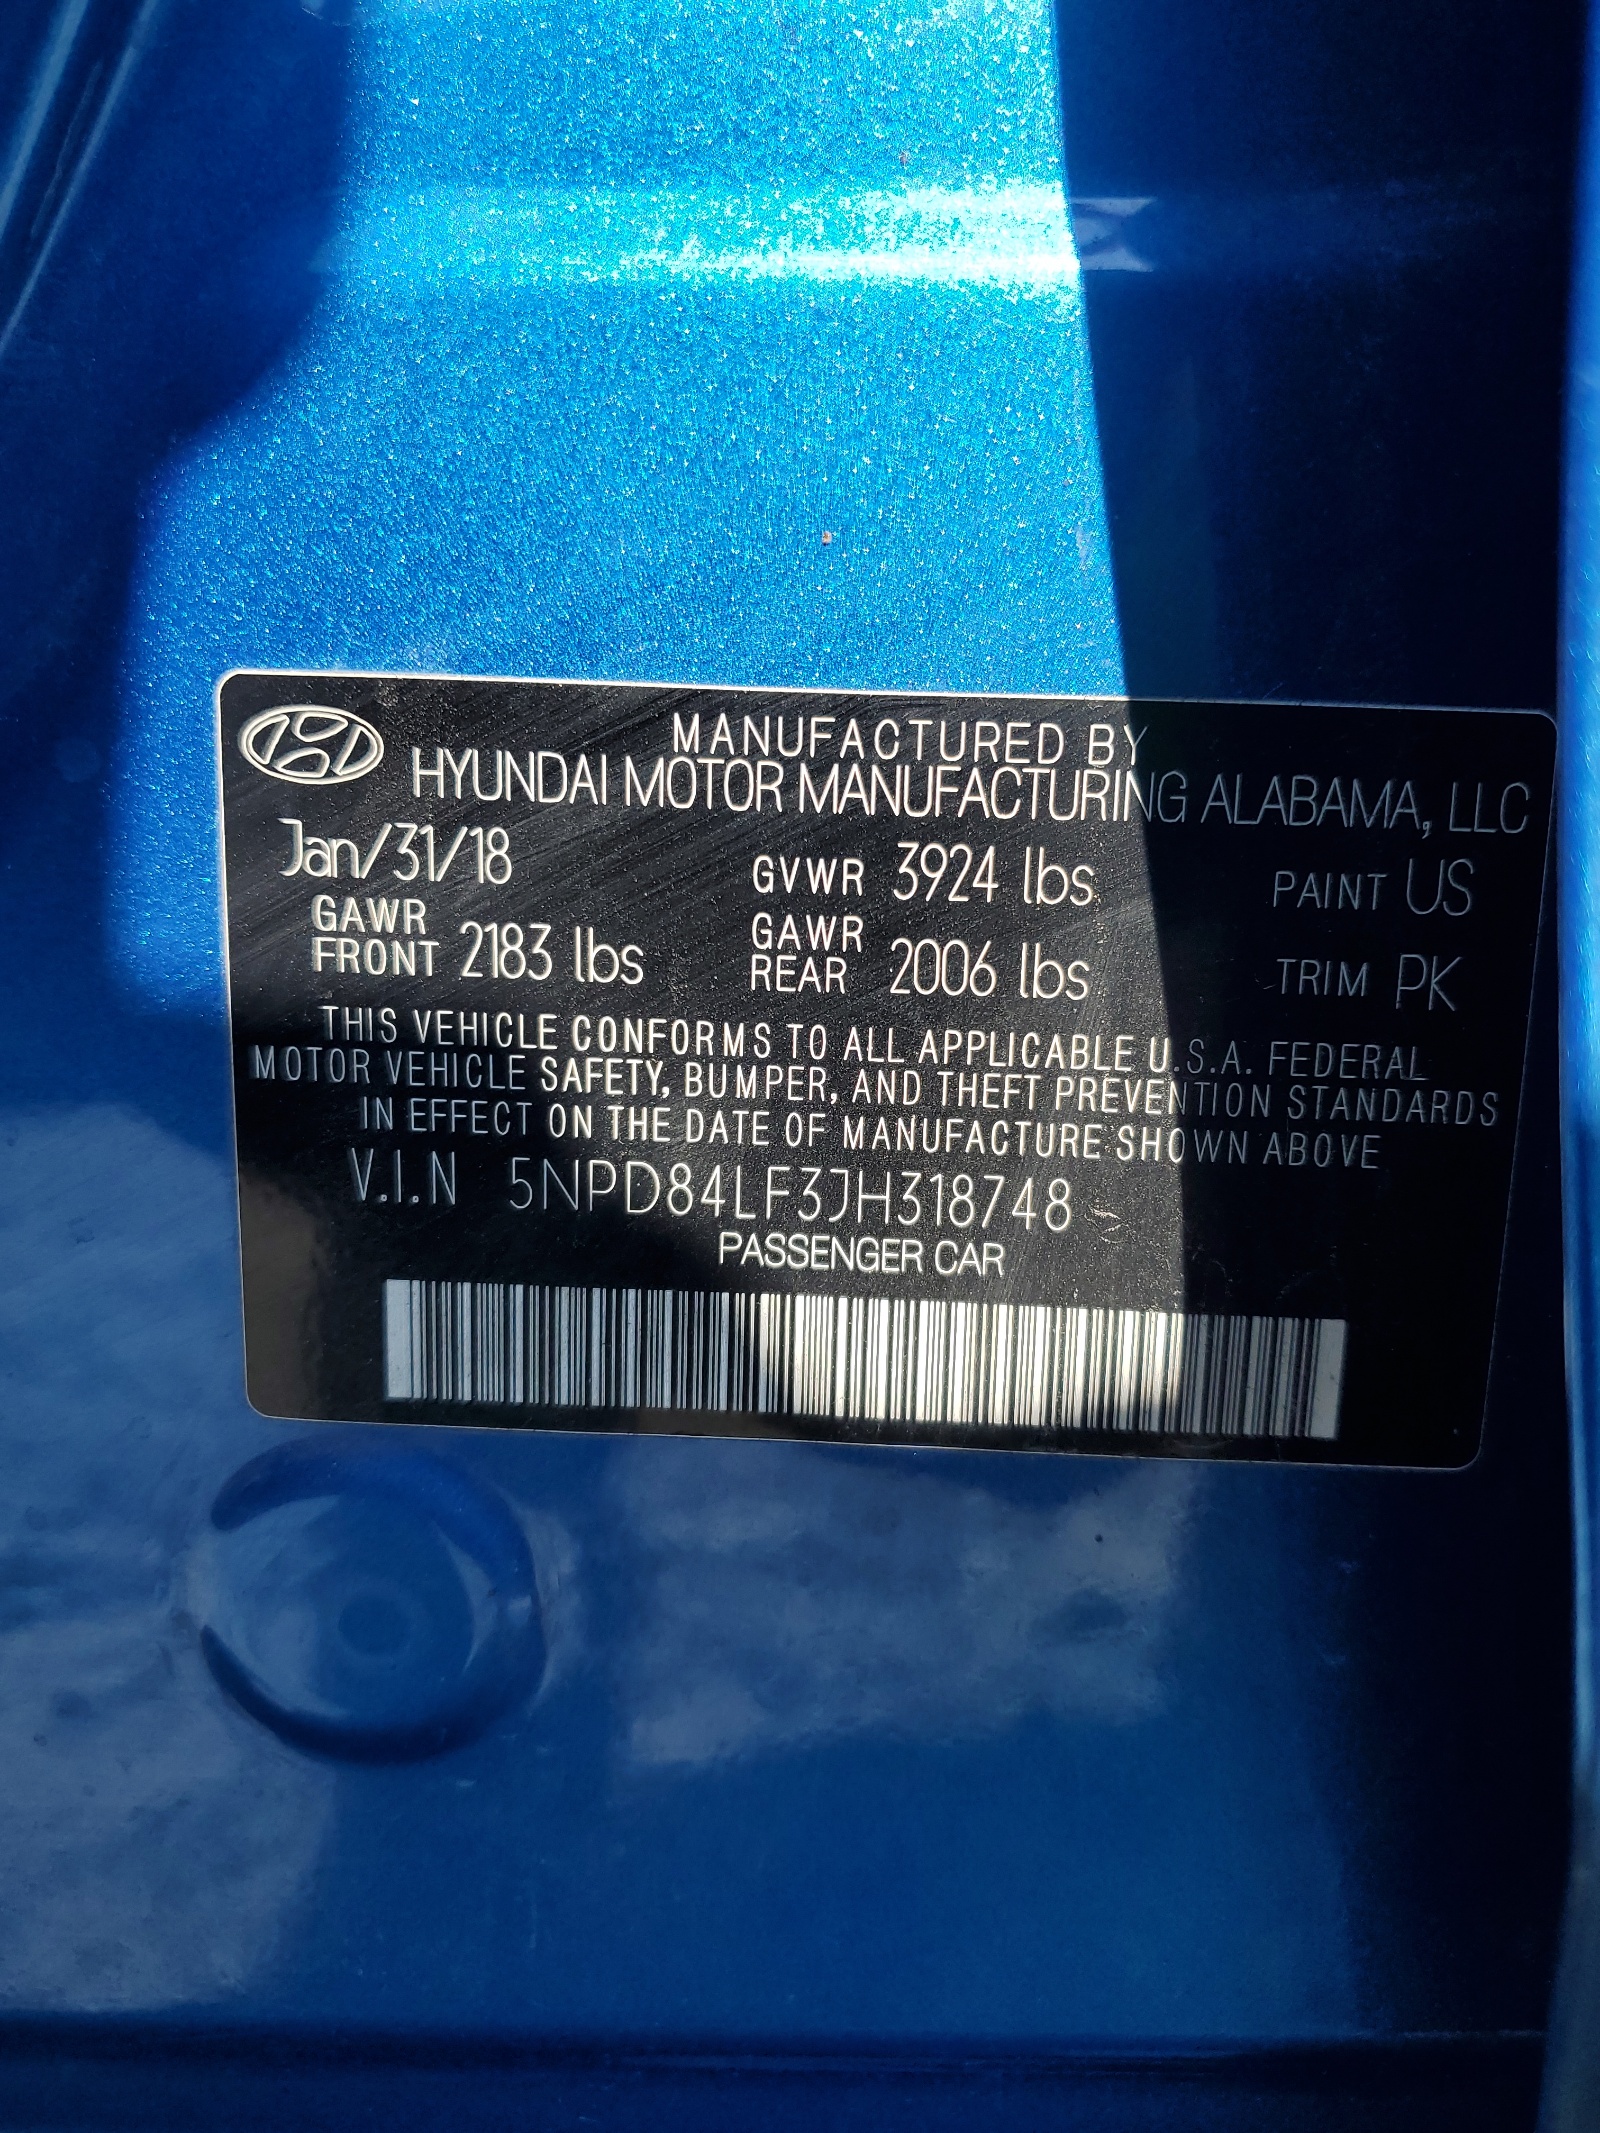 MANUFACTURED BY
HYUNDAI MOTOR MANUFACTURING ALABAMA, LLC
Jan/31/18 GVWR 3924 lbs PAINT US
GAWR FRONT 2183 lbs GAWR REAR 2006 lbs TRIM PK
THIS VEHICLE CONFORMS TO ALL APPLICABLE U.S.A. FEDERAL
MOTOR VEHICLE SAFETY, BUMPER, AND THEFT PREVENTION STANDARDS
IN EFFECT ON THE DATE OF MANUFACTURE SHOWN ABOVE
V.I.N 5NPD84LF3JH318748
PASSENGER CAR